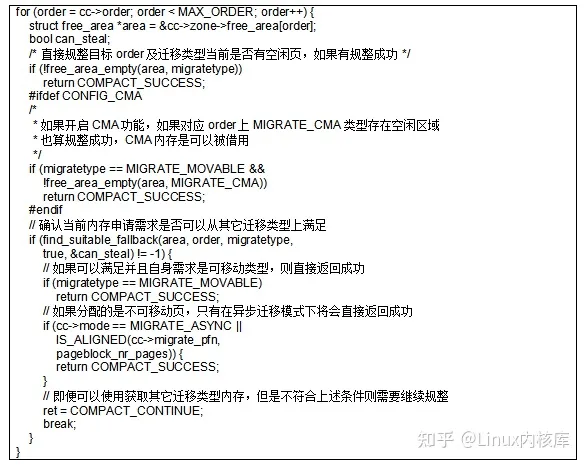 for (order = cc->order; order < MAX_ORDER; order++) {
struct free_area *area = &cc->zone->free_area[order];
bool can_steal;
/* 直接规整目标 order 及迁移类型当前是否有空闲页，如果有规整成功 */
if (!free_area_empty(area, migratetype))
return COMPACT_SUCCESS;
#ifdef CONFIG_CMA
/*
* 如果开启 CMA 功能，如果对应 order 上 MIGRATE_CMA 类型存在空闲区域
* 也算规整成功，CMA 内存是可以被借用
*/
if (migratetype == MIGRATE_MOVABLE &&
!free_area_empty(area, MIGRATE_CMA))
return COMPACT_SUCCESS;
#endif
// 确认当前内存申请需求是否可以从其它迁移类型上满足
if (find_suitable_fallback(area, order, migratetype,
true, &can_steal) != -1) {
// 如果可以满足并且自身需求是可移动类型，则直接返回成功
if (migratetype == MIGRATE_MOVABLE)
return COMPACT_SUCCESS;
// 如果分配的是不可移动页，只有在异步迁移模式下将会直接返回成功
if (cc->mode == MIGRATE_ASYNC ||
IS_ALIGNED(cc->migrate_pfn,
pageblock_nr_pages)) {
return COMPACT_SUCCESS;
}
// 即便可以使用获取其它迁移类型内存，但是不符合上述条件则需要继续规整
ret = COMPACT_CONTINUE;
break;
}
}
知乎 @Linux内核库